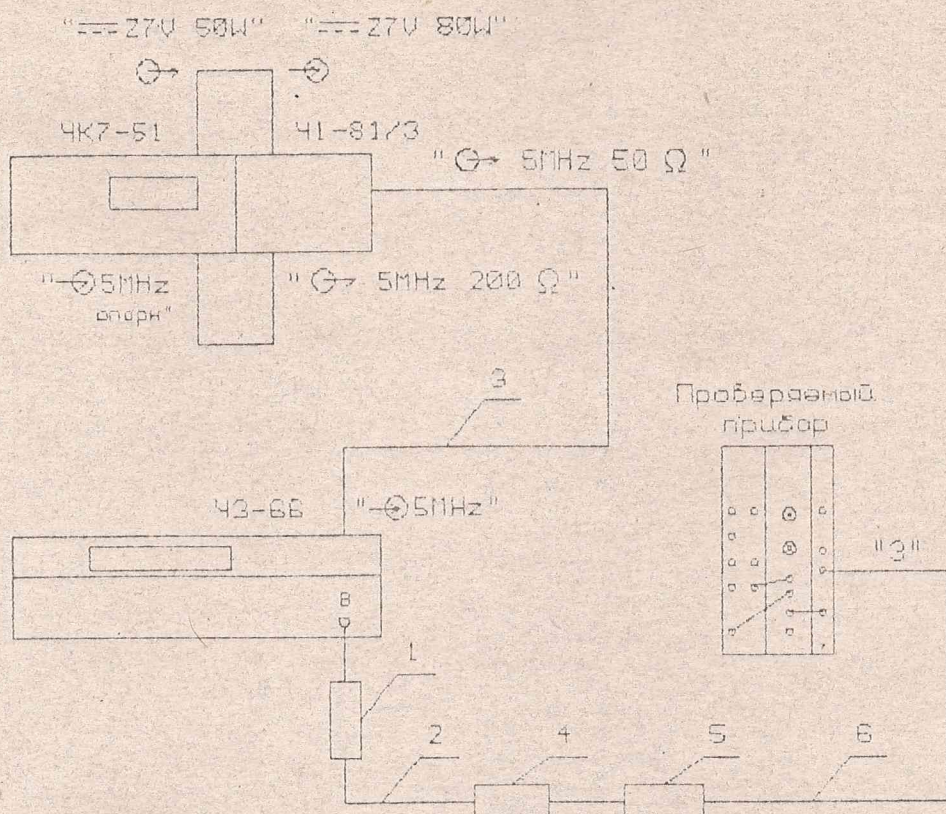 "⎓ 27V 50W" "⎓ 27V 80W"
ЧК7-51 Ч1-81/3
"5MHz 50 Ω"
"5MHz
опорн"
"5MHz 200 Ω"
3
Проверяемый
прибор
Ч3-66
"5MHz"
"3"
В
1
2
4
5
6